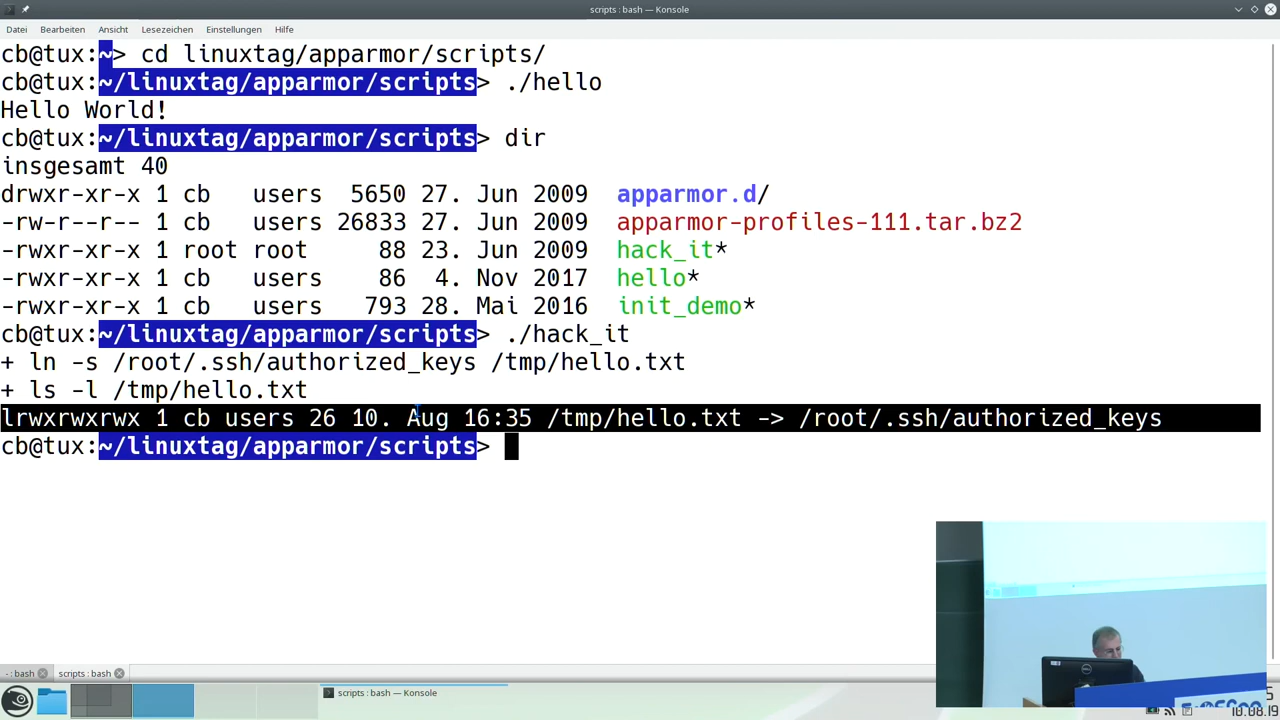 scripts : bash — Konsole
Datei Bearbeiten Ansicht Lesezeichen Einstellungen Hilfe
cb@tux:~> cd linuxtag/apparmor/scripts/
cb@tux:~/linuxtag/apparmor/scripts> ./hello
Hello World!
cb@tux:~/linuxtag/apparmor/scripts> dir
insgesamt 40
drwxr-xr-x 1 cb users 5650 27. Jun 2009 apparmor.d/
-rw-r--r-- 1 cb users 26833 27. Jun 2009 apparmor-profiles-111.tar.bz2
-rwxr-xr-x 1 root root 88 23. Jun 2009 hack_it*
-rwxr-xr-x 1 cb users 86 4. Nov 2017 hello*
-rwxr-xr-x 1 cb users 793 28. Mai 2016 init_demo*
cb@tux:~/linuxtag/apparmor/scripts> ./hack_it
+ ln -s /root/.ssh/authorized_keys /tmp/hello.txt
+ ls -l /tmp/hello.txt
lrwxrwxrwx 1 cb users 26 10. Aug 16:35 /tmp/hello.txt -> /root/.ssh/authorized_keys
cb@tux:~/linuxtag/apparmor/scripts>
- : bash scripts : bash
scripts : bash — Konsole
10.08.19